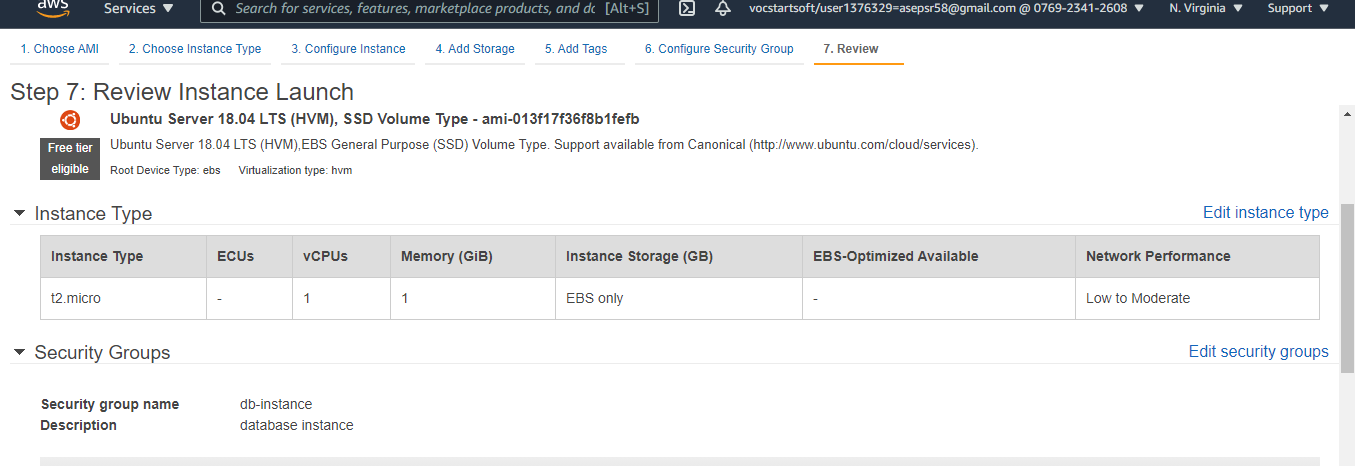 aws Services Search for services, features, marketplace products, and dc [Alt+S] vocstartsoft/user1376329=asepsr58@gmail.com @ 0769-2341-2608 N. Virginia Support
1. Choose AMI 2. Choose Instance Type 3. Configure Instance 4. Add Storage 5. Add Tags 6. Configure Security Group 7. Review
Step 7: Review Instance Launch
Ubuntu Server 18.04 LTS (HVM), SSD Volume Type - ami-013f17f36f8b1fefb
Free tier eligible
Ubuntu Server 18.04 LTS (HVM),EBS General Purpose (SSD) Volume Type. Support available from Canonical (http://www.ubuntu.com/cloud/services).
Root Device Type: ebs Virtualization type: hvm
Instance Type Edit instance type
Instance Type ECUs vCPUs Memory (GiB) Instance Storage (GB) EBS-Optimized Available Network Performance
t2.micro - 1 1 EBS only - Low to Moderate
Security Groups Edit security groups
Security group name db-instance
Description database instance